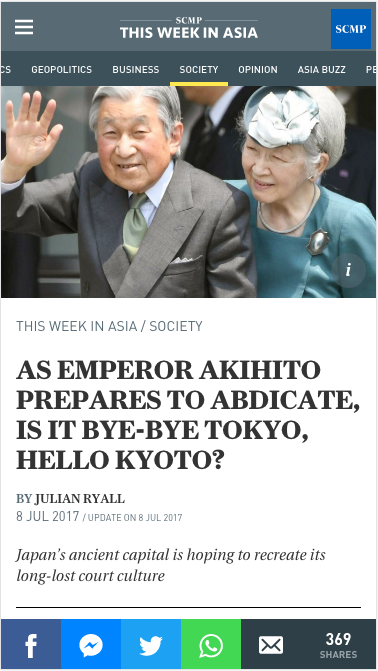 SCMP
THIS WEEK IN ASIA
SCMP
CS GEOPOLITICS BUSINESS SOCIETY OPINION ASIA BUZZ PE
i
THIS WEEK IN ASIA / SOCIETY
AS EMPEROR AKIHITO
PREPARES TO ABDICATE,
IS IT BYE-BYE TOKYO,
HELLO KYOTO?
BY JULIAN RYALL
8 JUL 2017 / UPDATE ON 8 JUL 2017
Japan's ancient capital is hoping to recreate its
long-lost court culture
f
369
SHARES